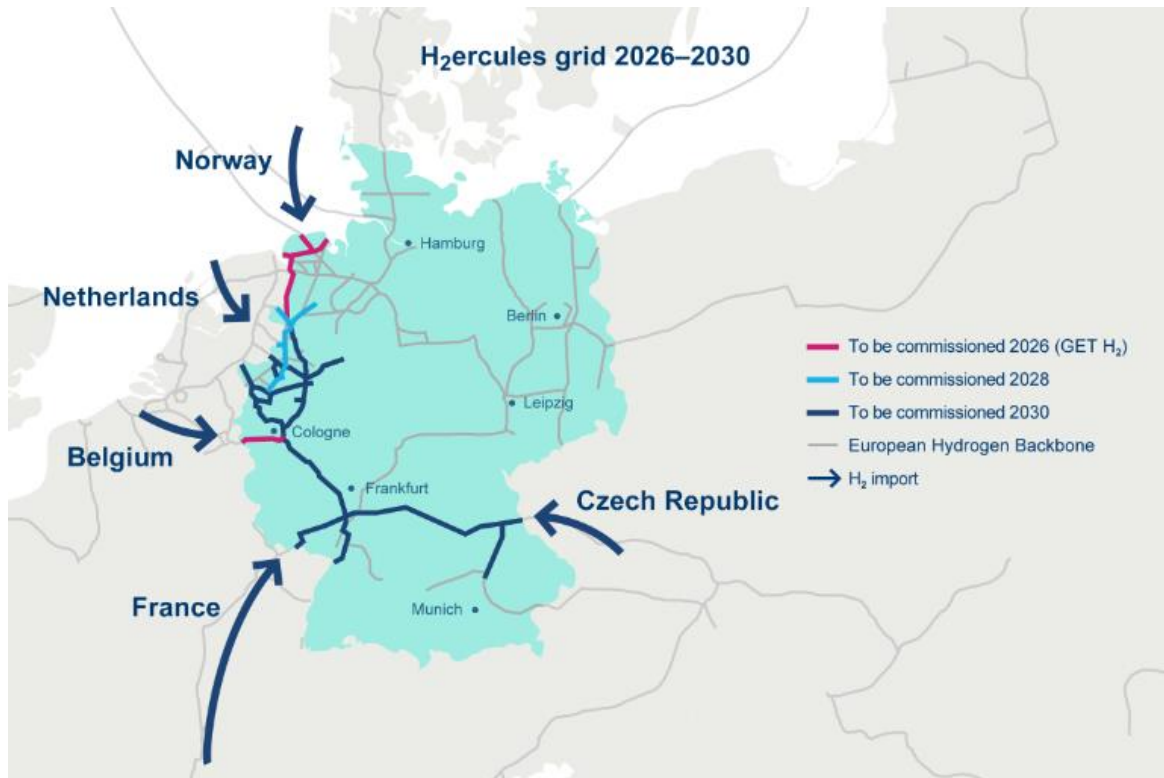 H₂ercules grid 2026–2030
Norway
Hamburg
Netherlands
Berlin
To be commissioned 2026 (GET H₂)
To be commissioned 2028
Leipzig
To be commissioned 2030
Cologne
European Hydrogen Backbone
Belgium
H₂ import
Frankfurt
Czech Republic
France
Munich